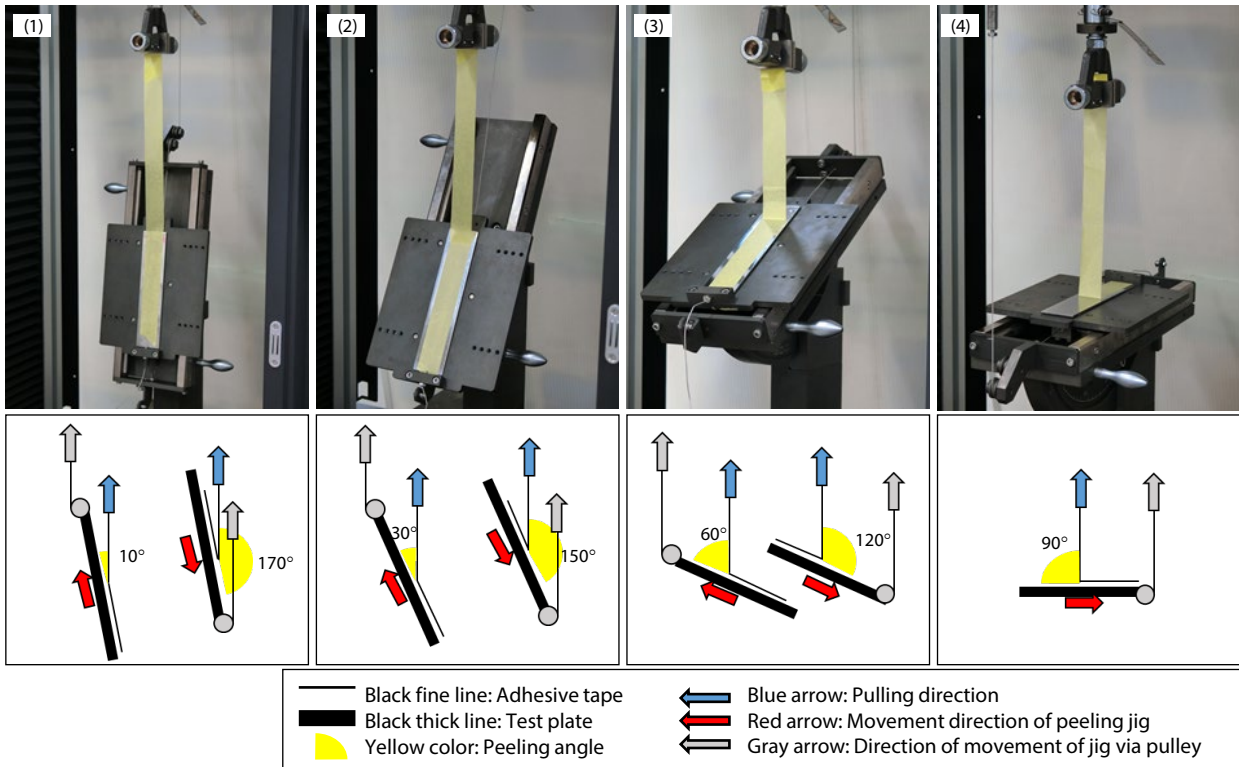 (1)
(2)
(3)
(4)
10°
170°
30°
150°
60°
120°
90°
Black fine line: Adhesive tape
Black thick line: Test plate
Yellow color: Peeling angle
Blue arrow: Pulling direction
Red arrow: Movement direction of peeling jig
Gray arrow: Direction of movement of jig via pulley